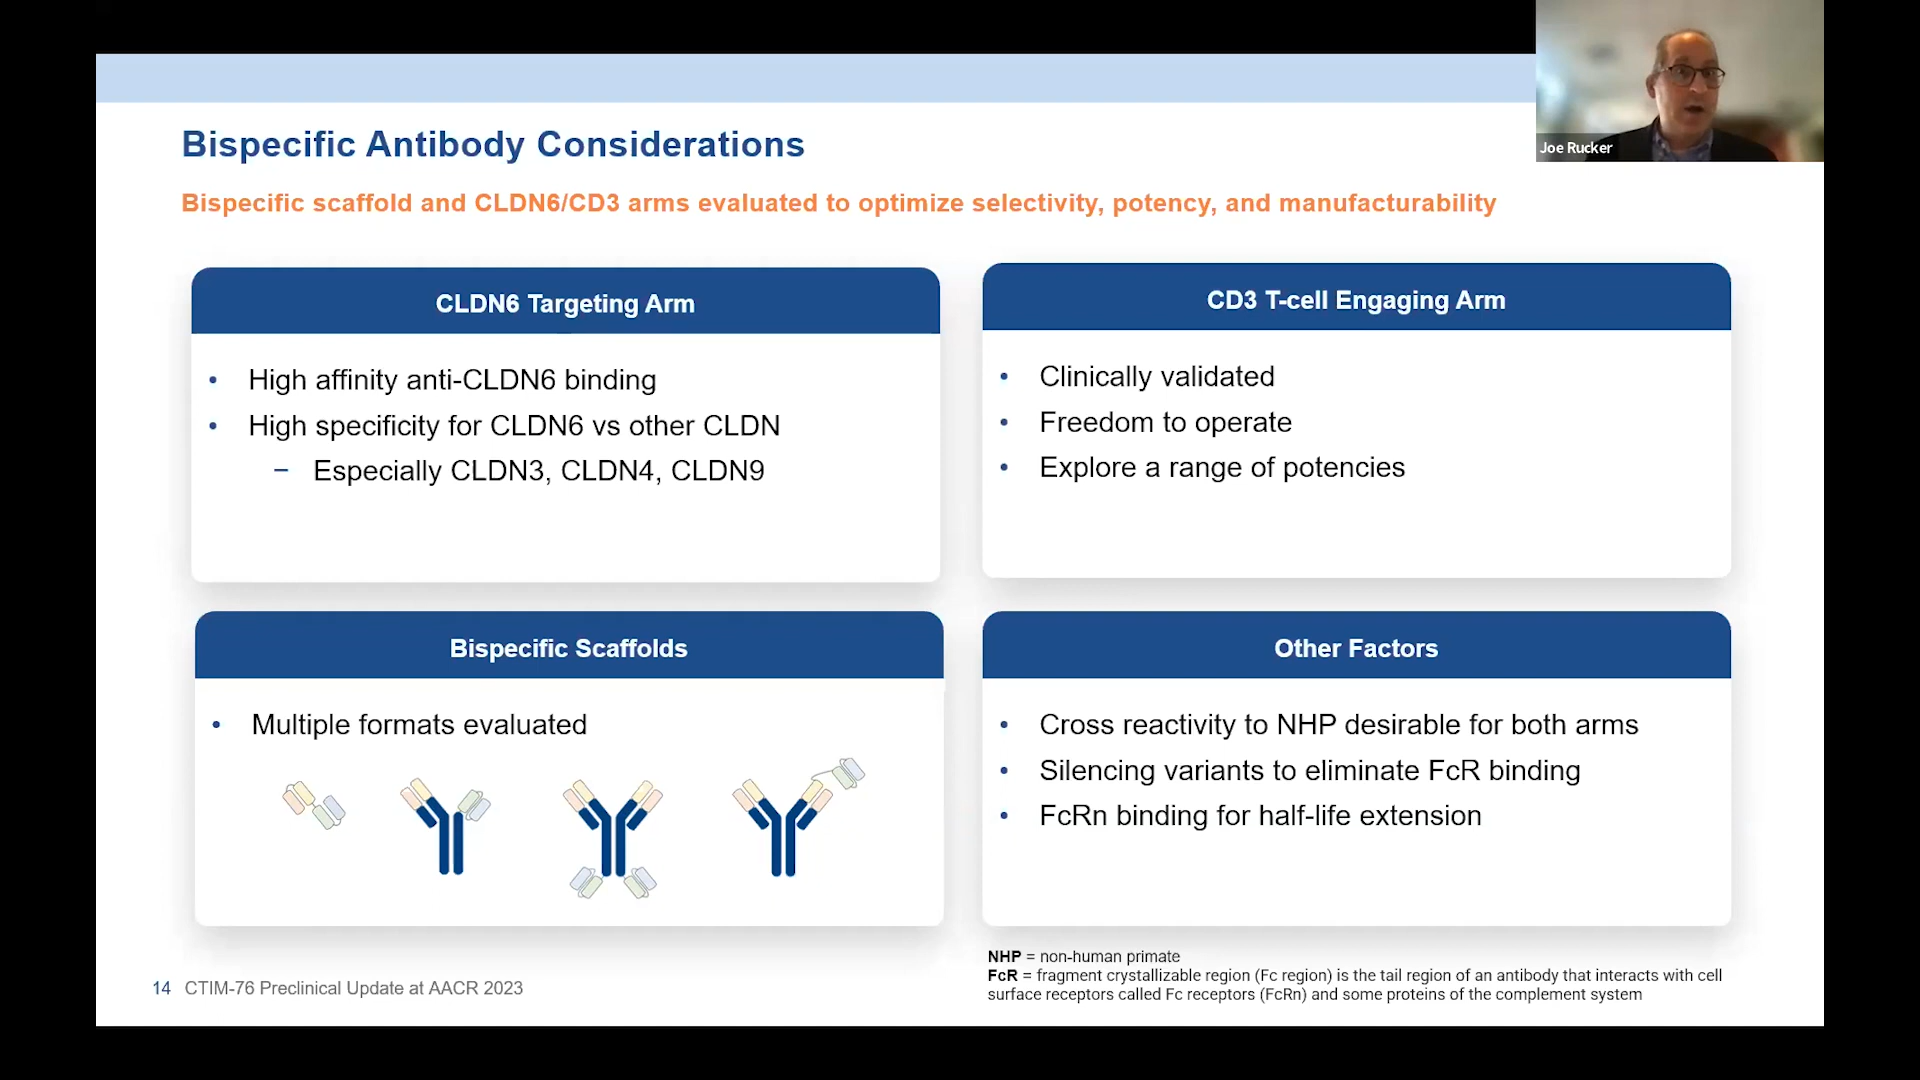 Joe Rucker
Bispecific Antibody Considerations
Bispecific scaffold and CLDN6/CD3 arms evaluated to optimize selectivity, potency, and manufacturability
CLDN6 Targeting Arm
• High affinity anti-CLDN6 binding
• High specificity for CLDN6 vs other CLDN
– Especially CLDN3, CLDN4, CLDN9
CD3 T-cell Engaging Arm
• Clinically validated
• Freedom to operate
• Explore a range of potencies
Bispecific Scaffolds
• Multiple formats evaluated
Other Factors
• Cross reactivity to NHP desirable for both arms
• Silencing variants to eliminate FcR binding
• FcRn binding for half-life extension
NHP = non-human primate
FcR = fragment crystallizable region (Fc region) is the tail region of an antibody that interacts with cell
surface receptors called Fc receptors (FcRn) and some proteins of the complement system
14 CTIM-76 Preclinical Update at AACR 2023